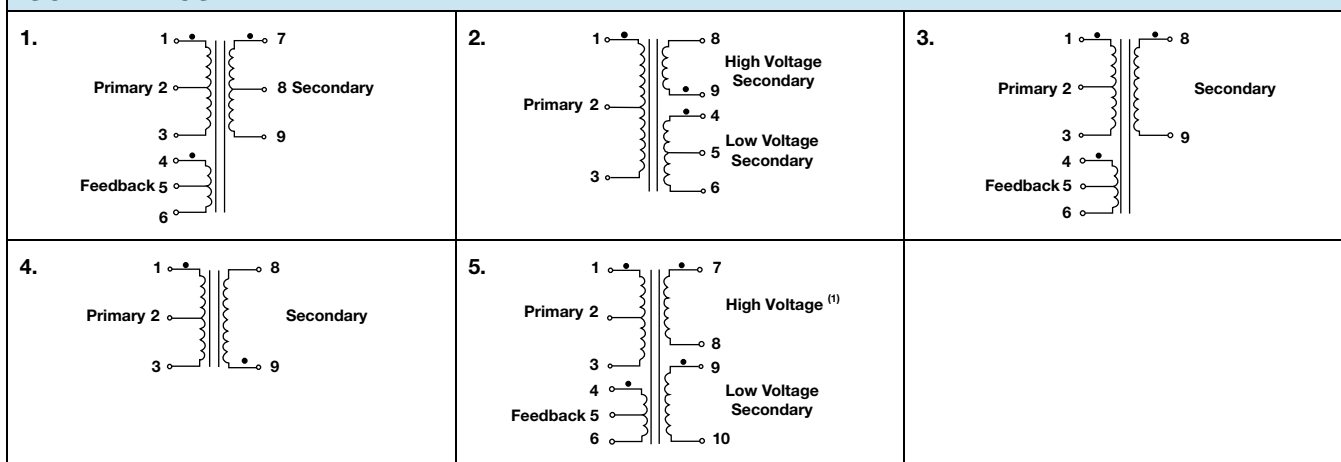 1.
1
7
Primary 2
8 Secondary
3
9
4
Feedback 5
6
2.
1
8
High Voltage
Secondary
9
Primary 2
4
5
Low Voltage
Secondary
3
6
3.
1
8
Primary 2
Secondary
3
9
4
Feedback 5
6
4.
1
8
Primary 2
Secondary
3
9
5.
1
7
Primary 2
High Voltage (1)
8
3
9
4
Low Voltage
Secondary
Feedback 5
6
10